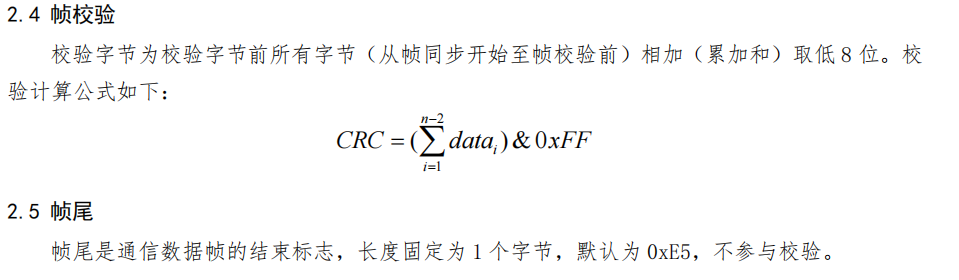 2.4 帧校验
校验字节为校验字节前所有字节（从帧同步开始至帧校验前）相加（累加和）取低 8 位。校
验计算公式如下：
CRC = (∑_{i=1}^{n−2} data_i) & 0xFF
2.5 帧尾
帧尾是通信数据帧的结束标志，长度固定为 1 个字节，默认为 0xE5，不参与校验。